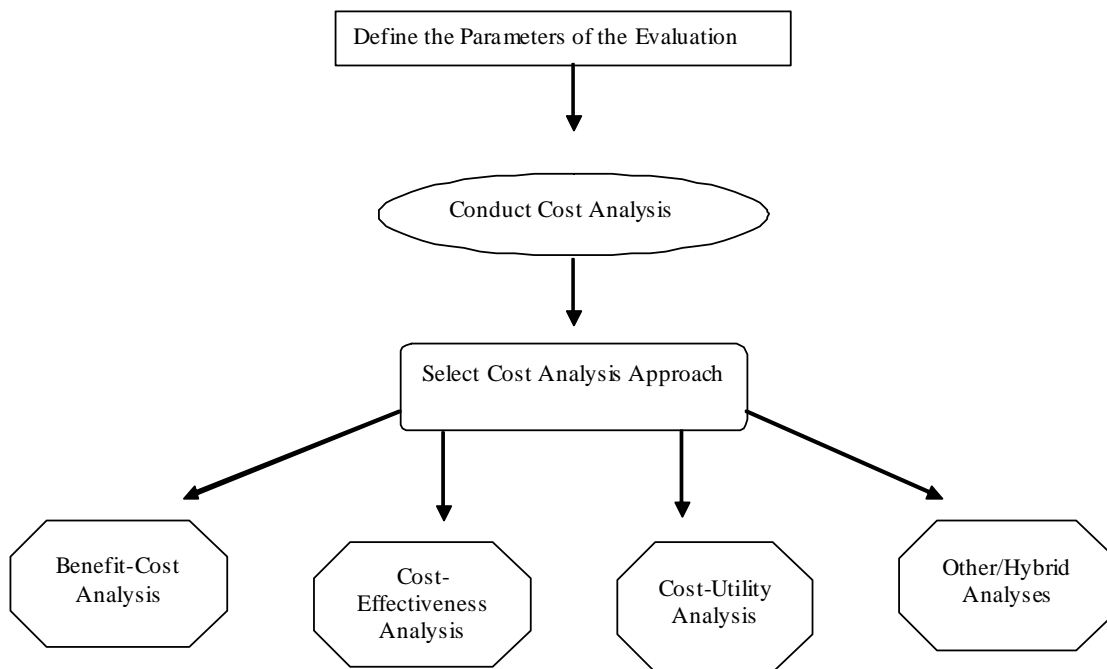 Define the Parameters of the Evaluation
Conduct Cost Analysis
Select Cost Analysis Approach
Benefit-Cost
Analysis
Cost-
Effectiveness
Analysis
Cost-Utility
Analysis
Other/Hybrid
Analyses